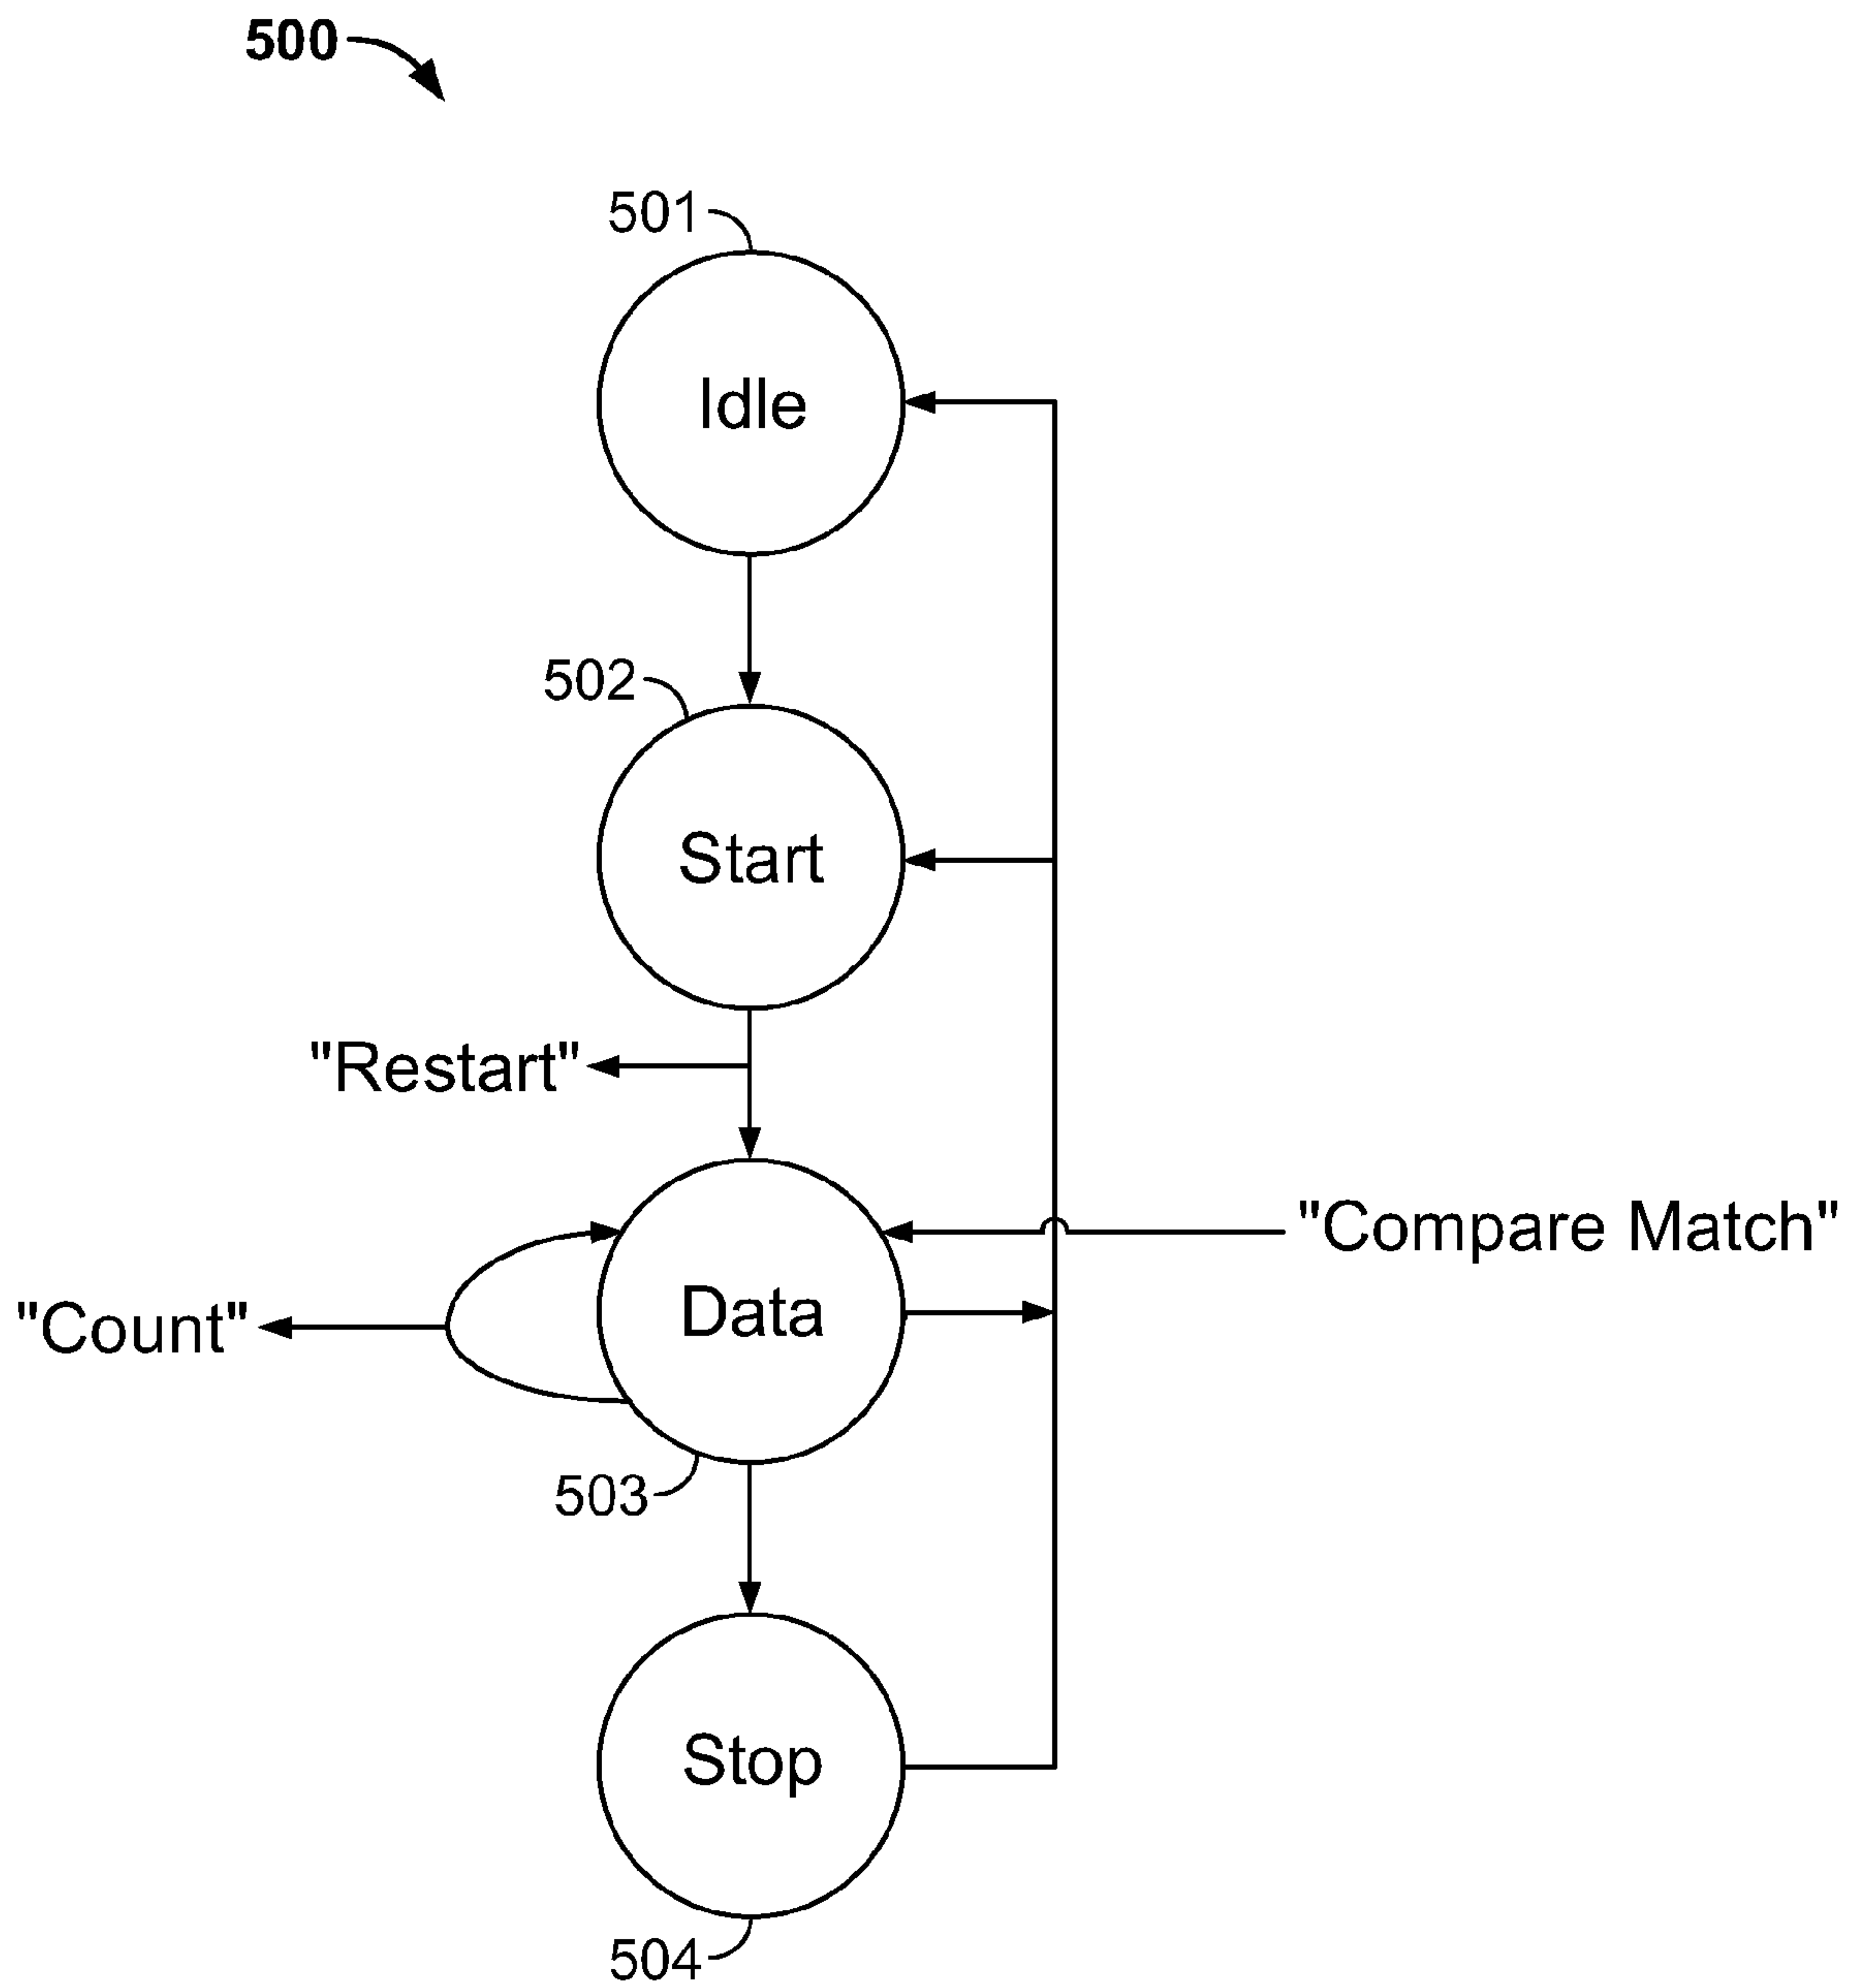 500
501
Idle
502
Start
"Restart"
"Compare Match"
Data
"Count"
503
Stop
504